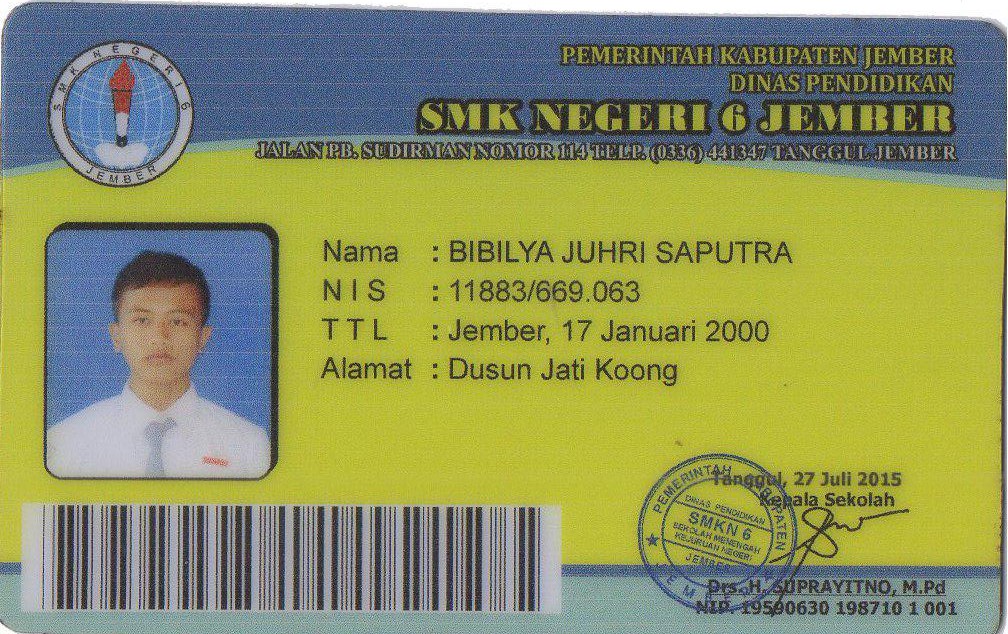 SMK NEGERI 6
JEMBER
PEMERINTAH KABUPATEN JEMBER
DINAS PENDIDIKAN
SMK NEGERI 6 JEMBER
JALAN PB. SUDIRMAN NOMOR 114 TELP. (0336) 441347 TANGGUL-JEMBER
Nama : BIBILYA JUHRI SAPUTRA
N I S : 11883/669.063
T T L : Jember, 17 Januari 2000
Alamat : Dusun Jati Koong
Tanggul, 27 Juli 2015
Kepala Sekolah
PEMERINTAH KABUPATEN
DINAS PENDIDIKAN
SMKN 6
SEKOLAH MENENGAH
KEJURUAN NEGERI
JEMBER
JEMBER
Drs. H. SUPRAYITNO, M.Pd
NIP. 19590630 198710 1 001